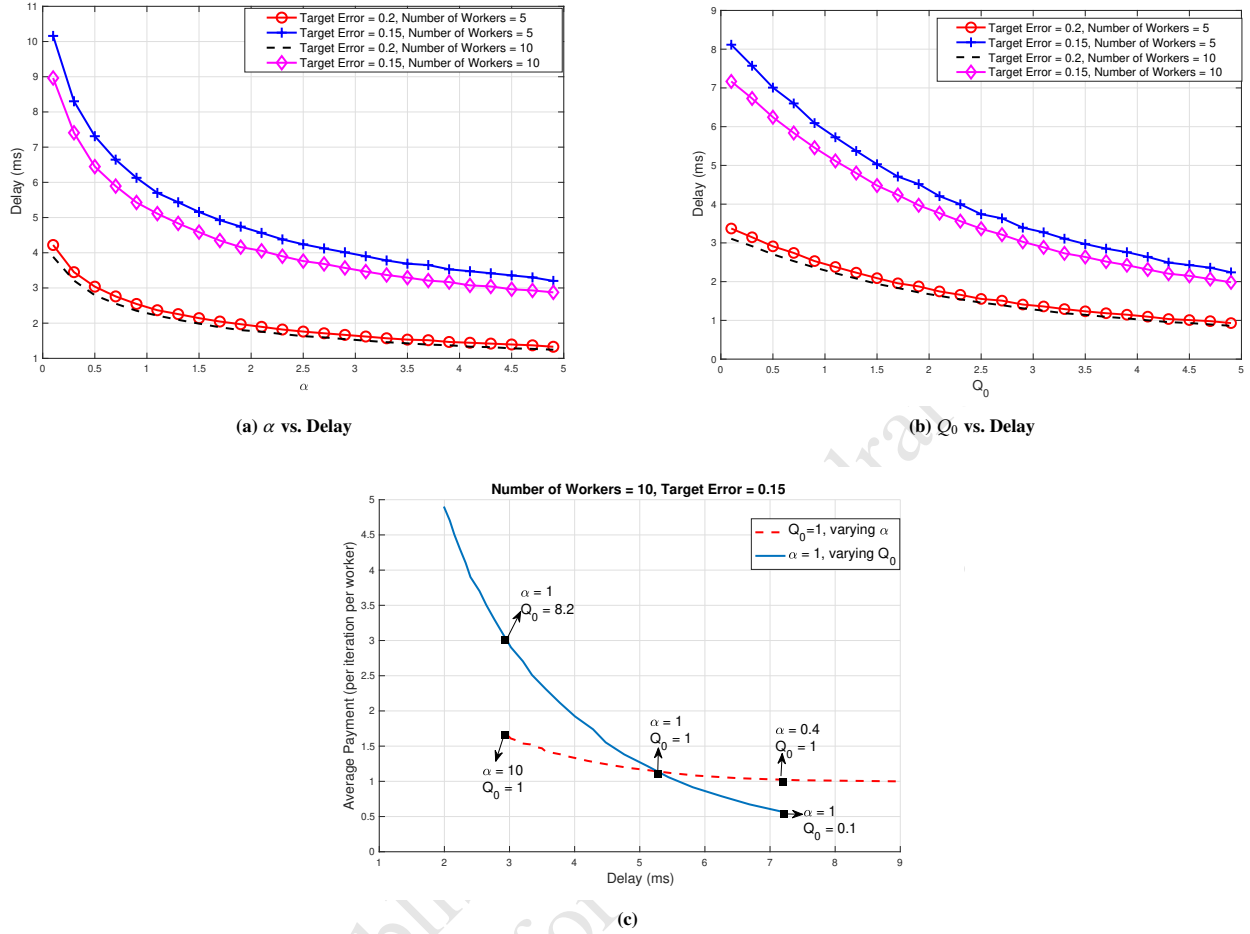 Target Error = 0.2, Number of Workers = 5
Target Error = 0.15, Number of Workers = 5
Target Error = 0.2, Number of Workers = 10
Target Error = 0.15, Number of Workers = 10
11
10
9
8
7
6
5
4
3
2
1
Delay (ms)
0 0.5 1 1.5 2 2.5 3 3.5 4 4.5 5
α
(a) α vs. Delay
Target Error = 0.2, Number of Workers = 5
Target Error = 0.15, Number of Workers = 5
Target Error = 0.2, Number of Workers = 10
Target Error = 0.15, Number of Workers = 10
9
8
7
6
5
4
3
2
1
0
Delay (ms)
0 0.5 1 1.5 2 2.5 3 3.5 4 4.5 5
Q₀
(b) Q₀ vs. Delay
Number of Workers = 10, Target Error = 0.15
Q₀=1, varying α
α = 1, varying Q₀
5
4.5
4
3.5
3
2.5
2
1.5
1
0.5
0
Average Payment (per iteration per worker)
α = 1
Q₀ = 8.2
α = 1
Q₀ = 1
α = 0.4
Q₀ = 1
α = 10
Q₀ = 1
α = 1
Q₀ = 0.1
1 2 3 4 5 6 7 8 9
Delay (ms)
(c)